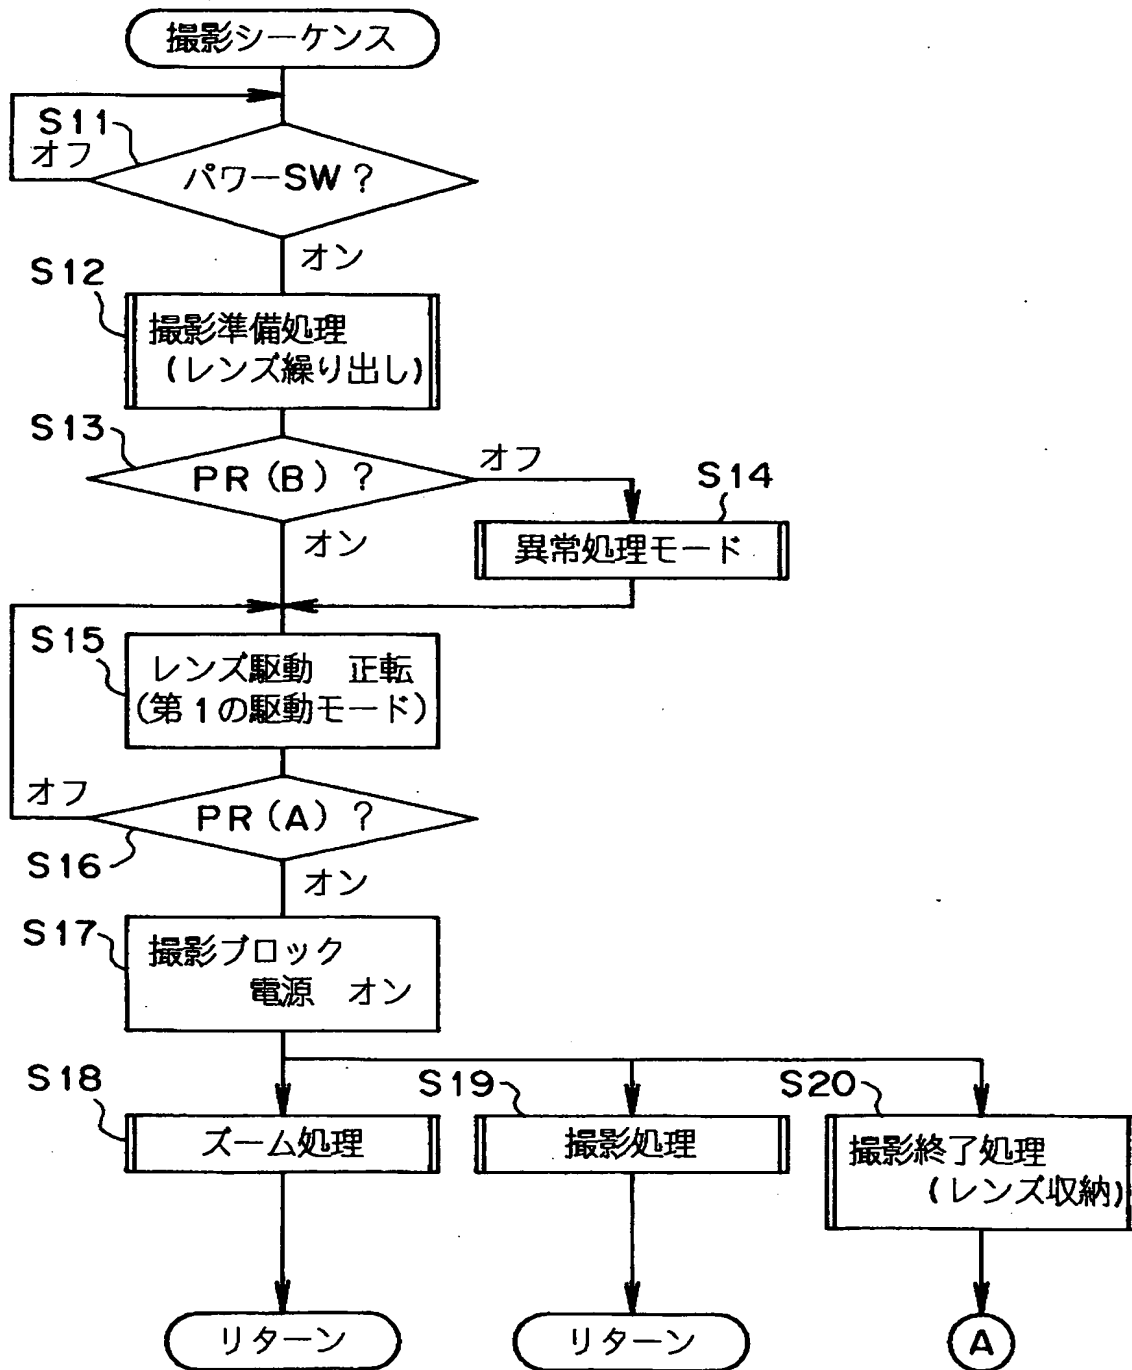 撮影シーケンス
S11
オフ
パワーSW？
オン
S12
撮影準備処理
(レンズ繰り出し)
S13
PR(B)？
オフ
S14
オン
異常処理モード
S15
レンズ駆動 正転
(第1の駆動モード)
オフ
PR(A)？
S16
オン
S17
撮影ブロック
電源 オン
S18
S19
S20
ズーム処理
撮影処理
撮影終了処理
(レンズ収納)
リターン
リターン
A